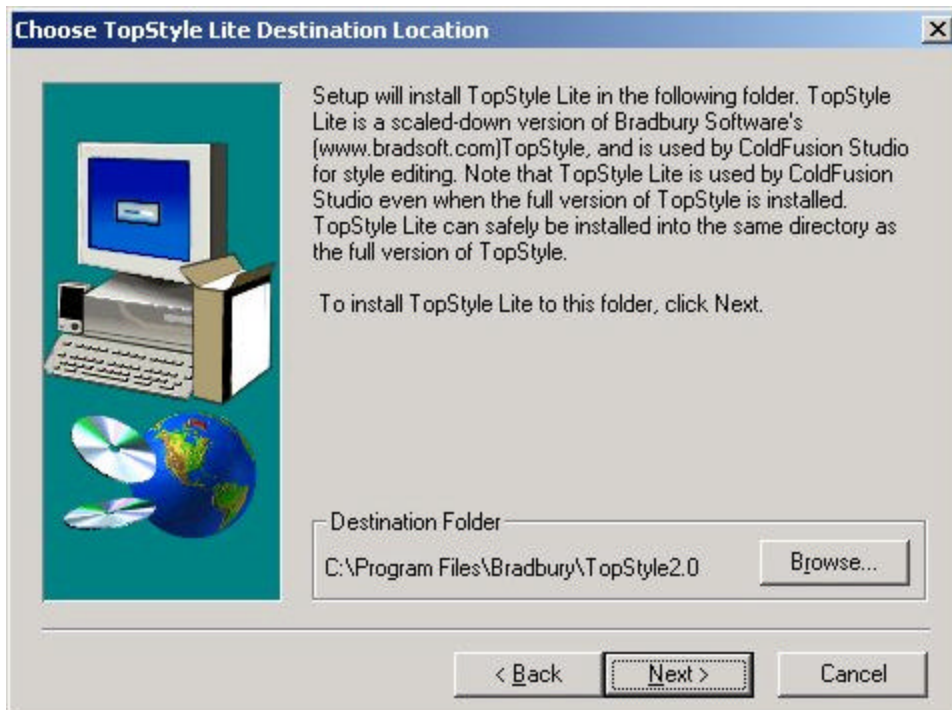 Choose TopStyle Lite Destination Location
Setup will install TopStyle Lite in the following folder. TopStyle
Lite is a scaled-down version of Bradbury Software's
(www.bradsoft.com)TopStyle, and is used by ColdFusion Studio
for style editing. Note that TopStyle Lite is used by ColdFusion
Studio even when the full version of TopStyle is installed.
TopStyle Lite can safely be installed into the same directory as
the full version of TopStyle.
To install TopStyle Lite to this folder, click Next.
Destination Folder
C:\Program Files\Bradbury\TopStyle2.0
Browse...
< Back
Next >
Cancel